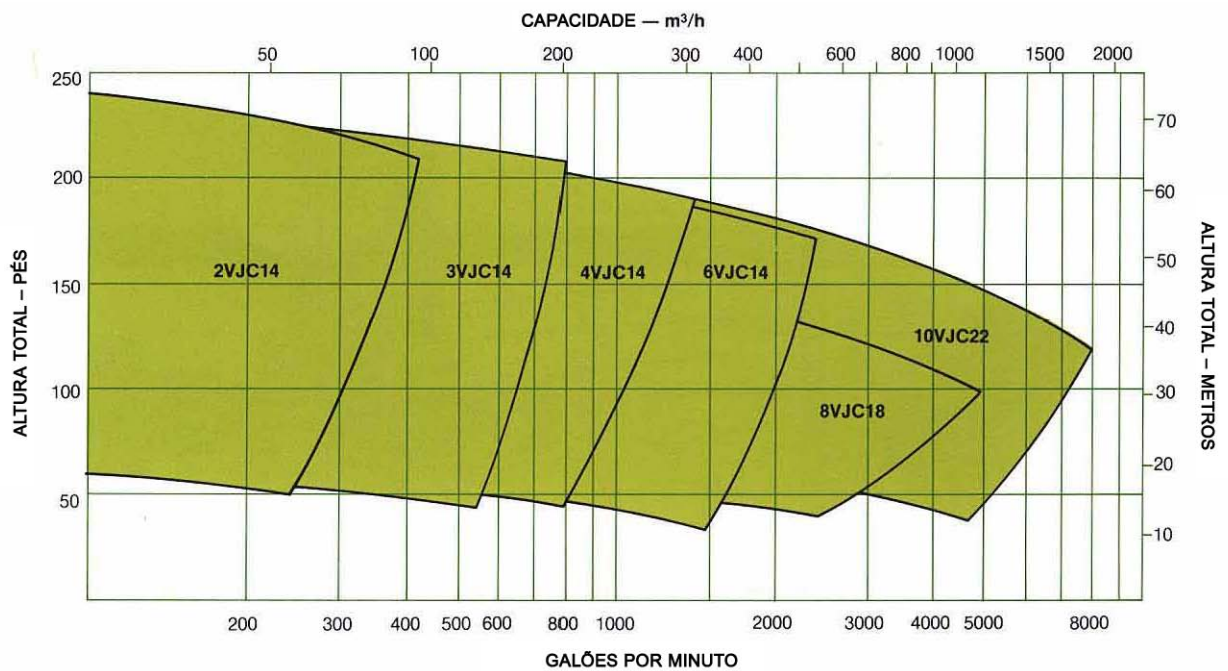 CAPACIDADE — m³/h
50 100 200 300 400 600 800 1000 1500 2000
250
200
150
100
50
ALTURA TOTAL – PÉS
2VJC14 3VJC14 4VJC14 6VJC14
10VJC22
8VJC18
70
60
50
40
30
20
10
ALTURA TOTAL – METROS
200 300 400 500 600 800 1000 2000 3000 4000 5000 8000
GALÕES POR MINUTO